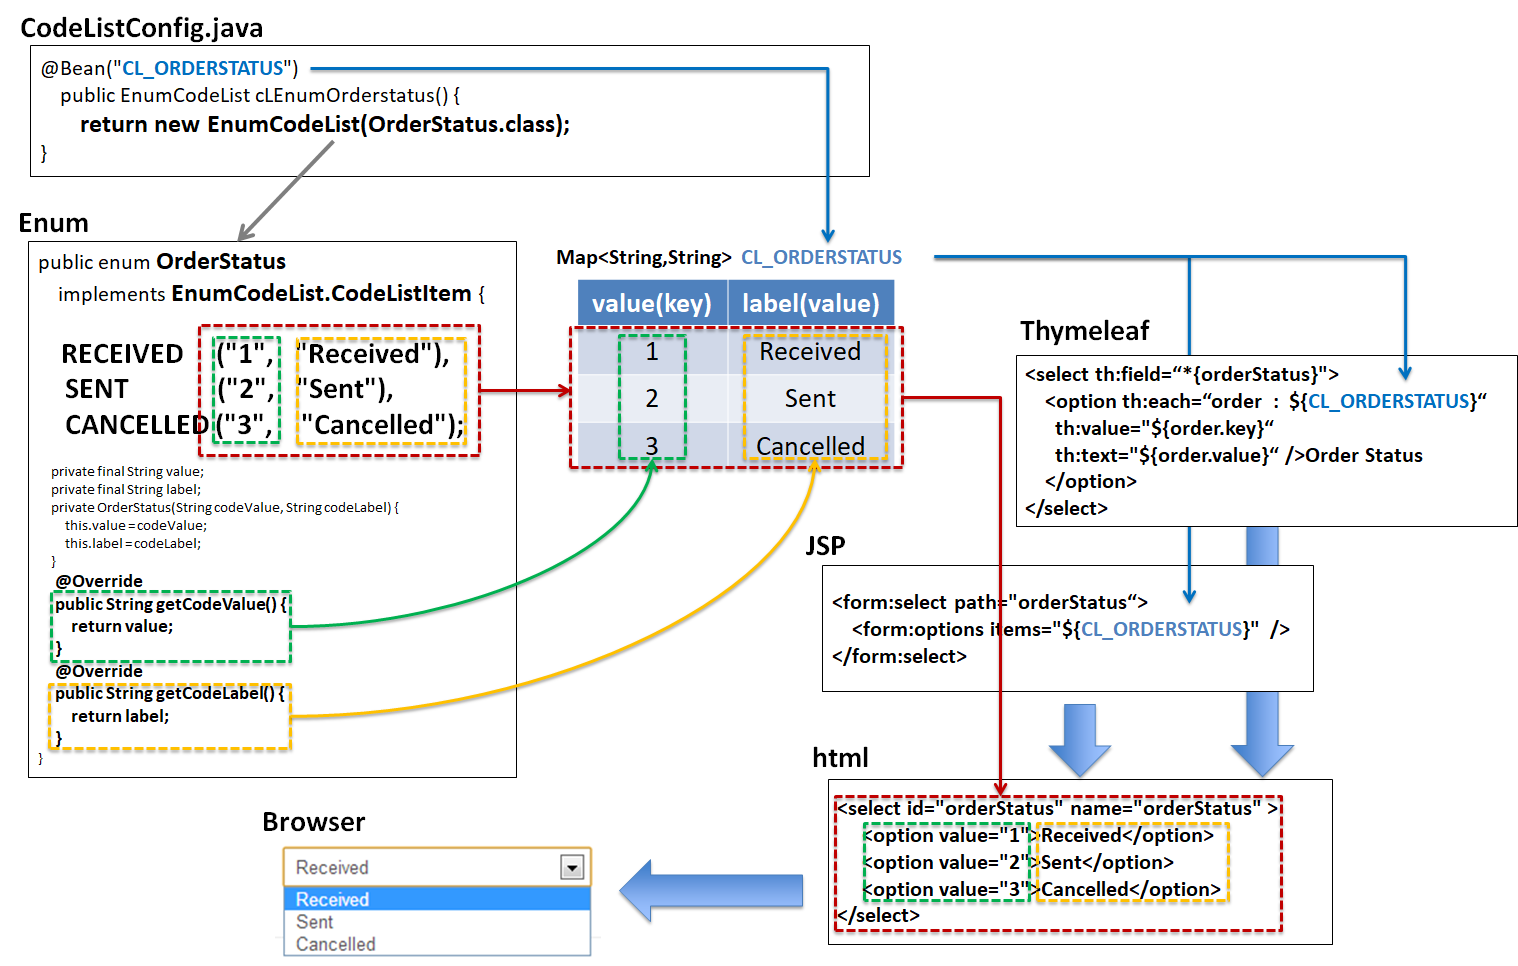 CodeListConfig.java
@Bean("CL_ORDERSTATUS")
public EnumCodeList cLEnumOrderstatus() {
return new EnumCodeList(OrderStatus.class);
}
Enum
public enum OrderStatus
implements EnumCodeList.CodeListItem {
RECEIVED ("1", "Received"),
SENT ("2", "Sent"),
CANCELLED("3", "Cancelled");
private final String value;
private final String label;
private OrderStatus(String codeValue, String codeLabel) {
this.value = codeValue;
this.label = codeLabel;
}
@Override
public String getCodeValue() {
return value;
}
@Override
public String getCodeLabel() {
return label;
}
}
Map<String,String> CL_ORDERSTATUS
value(key) label(value)
1 Received
2 Sent
3 Cancelled
Thymeleaf
<select th:field=“*{orderStatus}">
<option th:each=“order : ${CL_ORDERSTATUS}“
th:value="${order.key}“
th:text="${order.value}“ />Order Status
</option>
</select>
JSP
<form:select path="orderStatus“>
<form:options items="${CL_ORDERSTATUS}" />
</form:select>
html
<select id="orderStatus" name="orderStatus" >
<option value="1">Received</option>
<option value="2">Sent</option>
<option value="3">Cancelled</option>
</select>
Browser
Received
Received
Sent
Cancelled